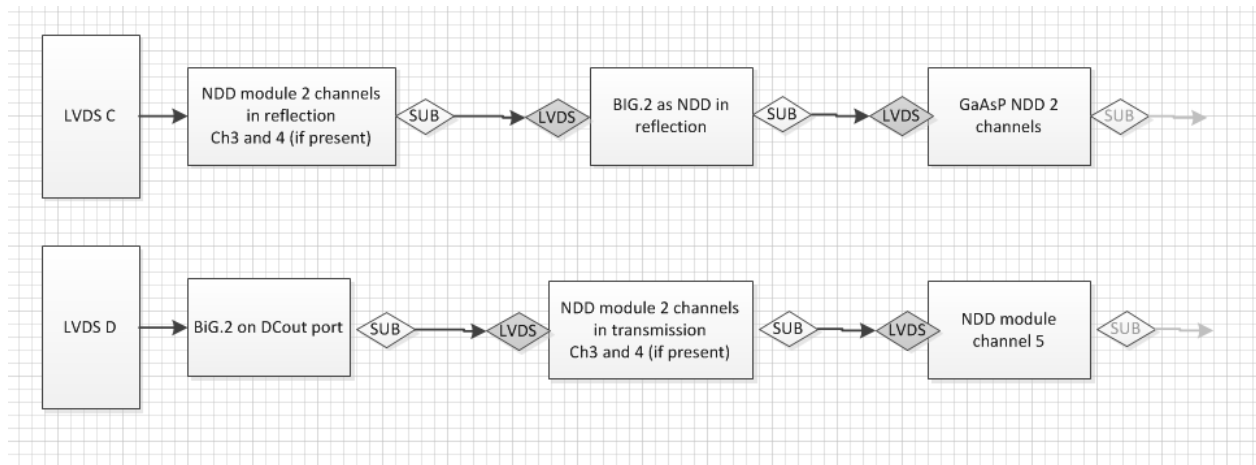 LVDS C
NDD module 2 channels
in reflection
Ch3 and 4 (if present)
SUB
LVDS
BIG.2 as NDD in
reflection
SUB
LVDS
GaAsP NDD 2
channels
SUB
LVDS D
BiG.2 on DCout port
SUB
LVDS
NDD module 2 channels
in transmission
Ch3 and 4 (if present)
SUB
LVDS
NDD module
channel 5
SUB